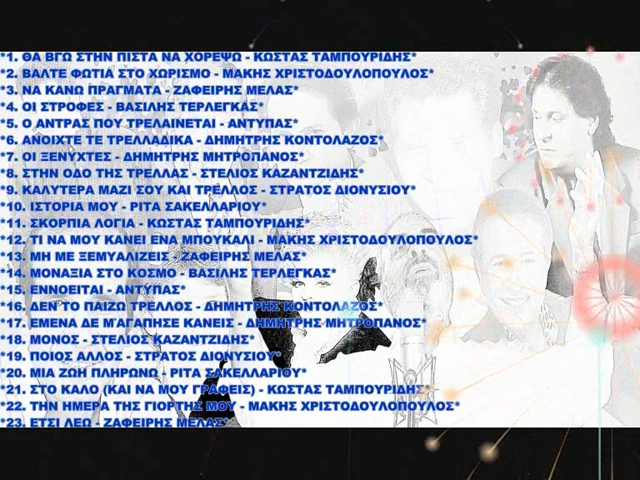 *1. ΘΑ ΒΓΩ ΣΤΗΝ ΠΙΣΤΑ ΝΑ ΧΟΡΕΨΩ - ΚΩΣΤΑΣ ΤΑΜΠΟΥΡΙΔΗΣ*
*2. ΒΑΛΤΕ ΦΩΤΙΑ ΣΤΟ ΧΩΡΙΣΜΟ - ΜΑΚΗΣ ΧΡΙΣΤΟΔΟΥΛΟΠΟΥΛΟΣ*
*3. ΝΑ ΚΑΝΩ ΠΡΑΓΜΑΤΑ - ΖΑΦΕΙΡΗΣ ΜΕΛΑΣ*
*4. ΟΙ ΣΤΡΟΦΕΣ - ΒΑΣΙΛΗΣ ΤΕΡΛΕΓΚΑΣ*
*5. Ο ΑΝΤΡΑΣ ΠΟΥ ΤΡΕΛΑΙΝΕΤΑΙ - ΑΝΤΥΠΑΣ*
*6. ΑΝΟΙΧΤΕ ΤΕ ΤΡΕΛΛΑΔΙΚΑ - ΔΗΜΗΤΡΗΣ ΚΟΝΤΟΛΑΖΟΣ*
*7. ΟΙ ΞΕΝΥΧΤΕΣ - ΔΗΜΗΤΡΗΣ ΜΗΤΡΟΠΑΝΟΣ*
*8. ΣΤΗΝ ΟΔΟ ΤΗΣ ΤΡΕΛΛΑΣ - ΣΤΕΛΙΟΣ ΚΑΖΑΝΤΖΙΔΗΣ*
*9. ΚΑΛΥΤΕΡΑ ΜΑΖΙ ΣΟΥ ΚΑΙ ΤΡΕΛΛΟΣ - ΣΤΡΑΤΟΣ ΔΙΟΝΥΣΙΟΥ*
*10. ΙΣΤΟΡΙΑ ΜΟΥ - ΡΙΤΑ ΣΑΚΕΛΛΑΡΙΟΥ*
*11. ΣΚΟΡΠΙΑ ΛΟΓΙΑ - ΚΩΣΤΑΣ ΤΑΜΠΟΥΡΙΔΗΣ*
*12. ΤΙ ΝΑ ΜΟΥ ΚΑΝΕΙ ΕΝΑ ΜΠΟΥΚΑΛΙ - ΜΑΚΗΣ ΧΡΙΣΤΟΔΟΥΛΟΠΟΥΛΟΣ*
*13. ΜΗ ΜΕ ΞΕΜΥΑΛΙΖΕΙΣ - ΖΑΦΕΙΡΗΣ ΜΕΛΑΣ*
*14. ΜΟΝΑΞΙΑ ΣΤΟ ΚΟΣΜΟ - ΒΑΣΙΛΗΣ ΤΕΡΛΕΓΚΑΣ*
*15. ΕΝΝΟΕΙΤΑΙ - ΑΝΤΥΠΑΣ*
*16. ΔΕΝ ΤΟ ΠΑΙΖΩ ΤΡΕΛΛΟΣ - ΔΗΜΗΤΡΗΣ ΚΟΝΤΟΛΑΖΟΣ*
*17. ΕΜΕΝΑ ΔΕ Μ'ΑΓΑΠΗΣΕ ΚΑΝΕΙΣ - ΔΗΜΗΤΡΗΣ ΜΗΤΡΟΠΑΝΟΣ*
*18. ΜΟΝΟΣ - ΣΤΕΛΙΟΣ ΚΑΖΑΝΤΖΙΔΗΣ*
*19. ΠΟΙΟΣ ΑΛΛΟΣ - ΣΤΡΑΤΟΣ ΔΙΟΝΥΣΙΟΥ*
*20. ΜΙΑ ΖΩΗ ΠΛΗΡΩΝΩ - ΡΙΤΑ ΣΑΚΕΛΛΑΡΙΟΥ*
*21. ΣΤΟ ΚΑΛΟ (ΚΑΙ ΝΑ ΜΟΥ ΓΡΑΦΕΙΣ) - ΚΩΣΤΑΣ ΤΑΜΠΟΥΡΙΔΗΣ*
*22. ΤΗΝ ΗΜΕΡΑ ΤΗΣ ΓΙΟΡΤΗΣ ΜΟΥ - ΜΑΚΗΣ ΧΡΙΣΤΟΔΟΥΛΟΠΟΥΛΟΣ*
*23. ΕΤΣΙ ΛΕΩ - ΖΑΦΕΙΡΗΣ ΜΕΛΑΣ*